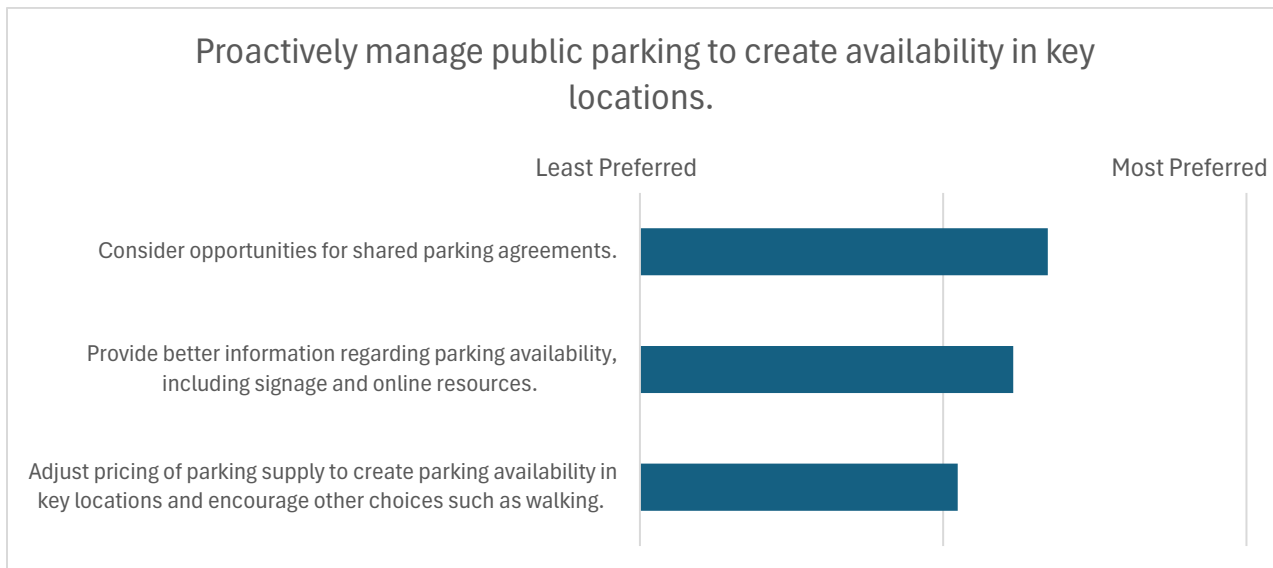 Proactively manage public parking to create availability in key
locations.
Least Preferred
Most Preferred
Consider opportunities for shared parking agreements.
Provide better information regarding parking availability,
including signage and online resources.
Adjust pricing of parking supply to create parking availability in
key locations and encourage other choices such as walking.